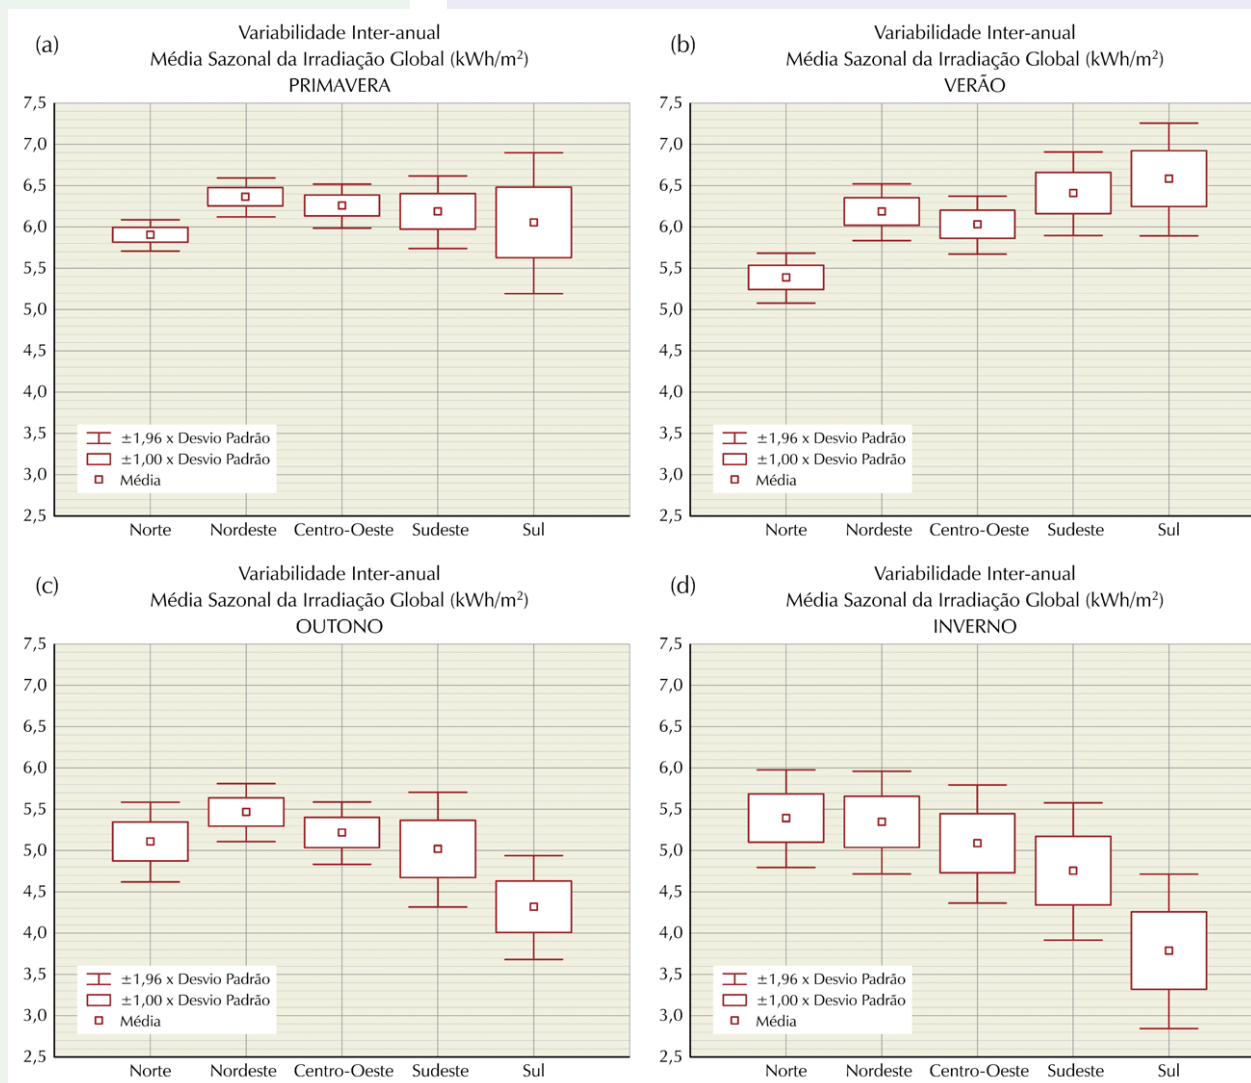 (a)
Variabilidade Inter-anual
Média Sazonal da Irradiação Global (kWh/m²)
PRIMAVERA
7,5
7,0
6,5
6,0
5,5
5,0
4,5
4,0
3,5
3,0
2,5
±1,96 x Desvio Padrão
±1,00 x Desvio Padrão
Média
Norte Nordeste Centro-Oeste Sudeste Sul
(b)
Variabilidade Inter-anual
Média Sazonal da Irradiação Global (kWh/m²)
VERÃO
7,5
7,0
6,5
6,0
5,5
5,0
4,5
4,0
3,5
3,0
2,5
±1,96 x Desvio Padrão
±1,00 x Desvio Padrão
Média
Norte Nordeste Centro-Oeste Sudeste Sul
(c)
Variabilidade Inter-anual
Média Sazonal da Irradiação Global (kWh/m²)
OUTONO
7,5
7,0
6,5
6,0
5,5
5,0
4,5
4,0
3,5
3,0
2,5
±1,96 x Desvio Padrão
±1,00 x Desvio Padrão
Média
Norte Nordeste Centro-Oeste Sudeste Sul
(d)
Variabilidade Inter-anual
Média Sazonal da Irradiação Global (kWh/m²)
INVERNO
7,5
7,0
6,5
6,0
5,5
5,0
4,5
4,0
3,5
3,0
2,5
±1,96 x Desvio Padrão
±1,00 x Desvio Padrão
Média
Norte Nordeste Centro-Oeste Sudeste Sul